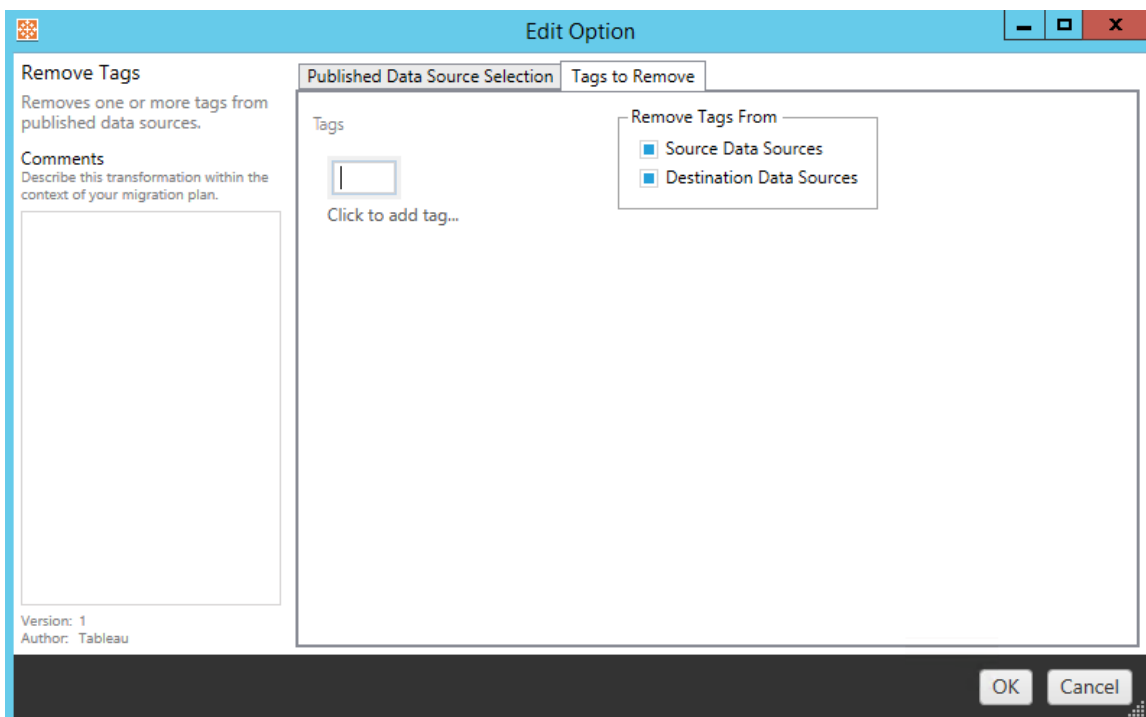 Edit Option
Remove Tags
Removes one or more tags from
published data sources.
Comments
Describe this transformation within the
context of your migration plan.
Version: 1
Author: Tableau
Published Data Source Selection
Tags to Remove
Tags
Click to add tag...
Remove Tags From
Source Data Sources
Destination Data Sources
OK
Cancel